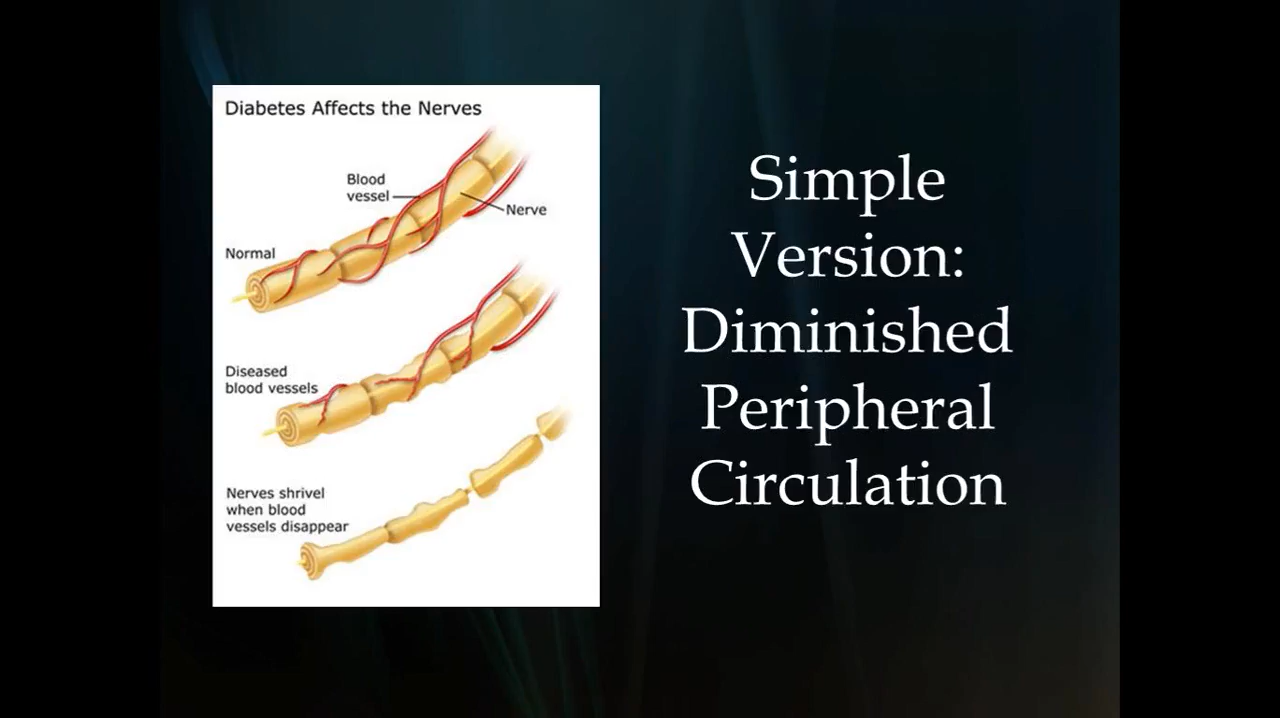 Diabetes Affects the Nerves
Blood
vessel
Nerve
Normal
Diseased
blood vessels
Nerves shrivel
when blood
vessels disappear
Simple
Version:
Diminished
Peripheral
Circulation